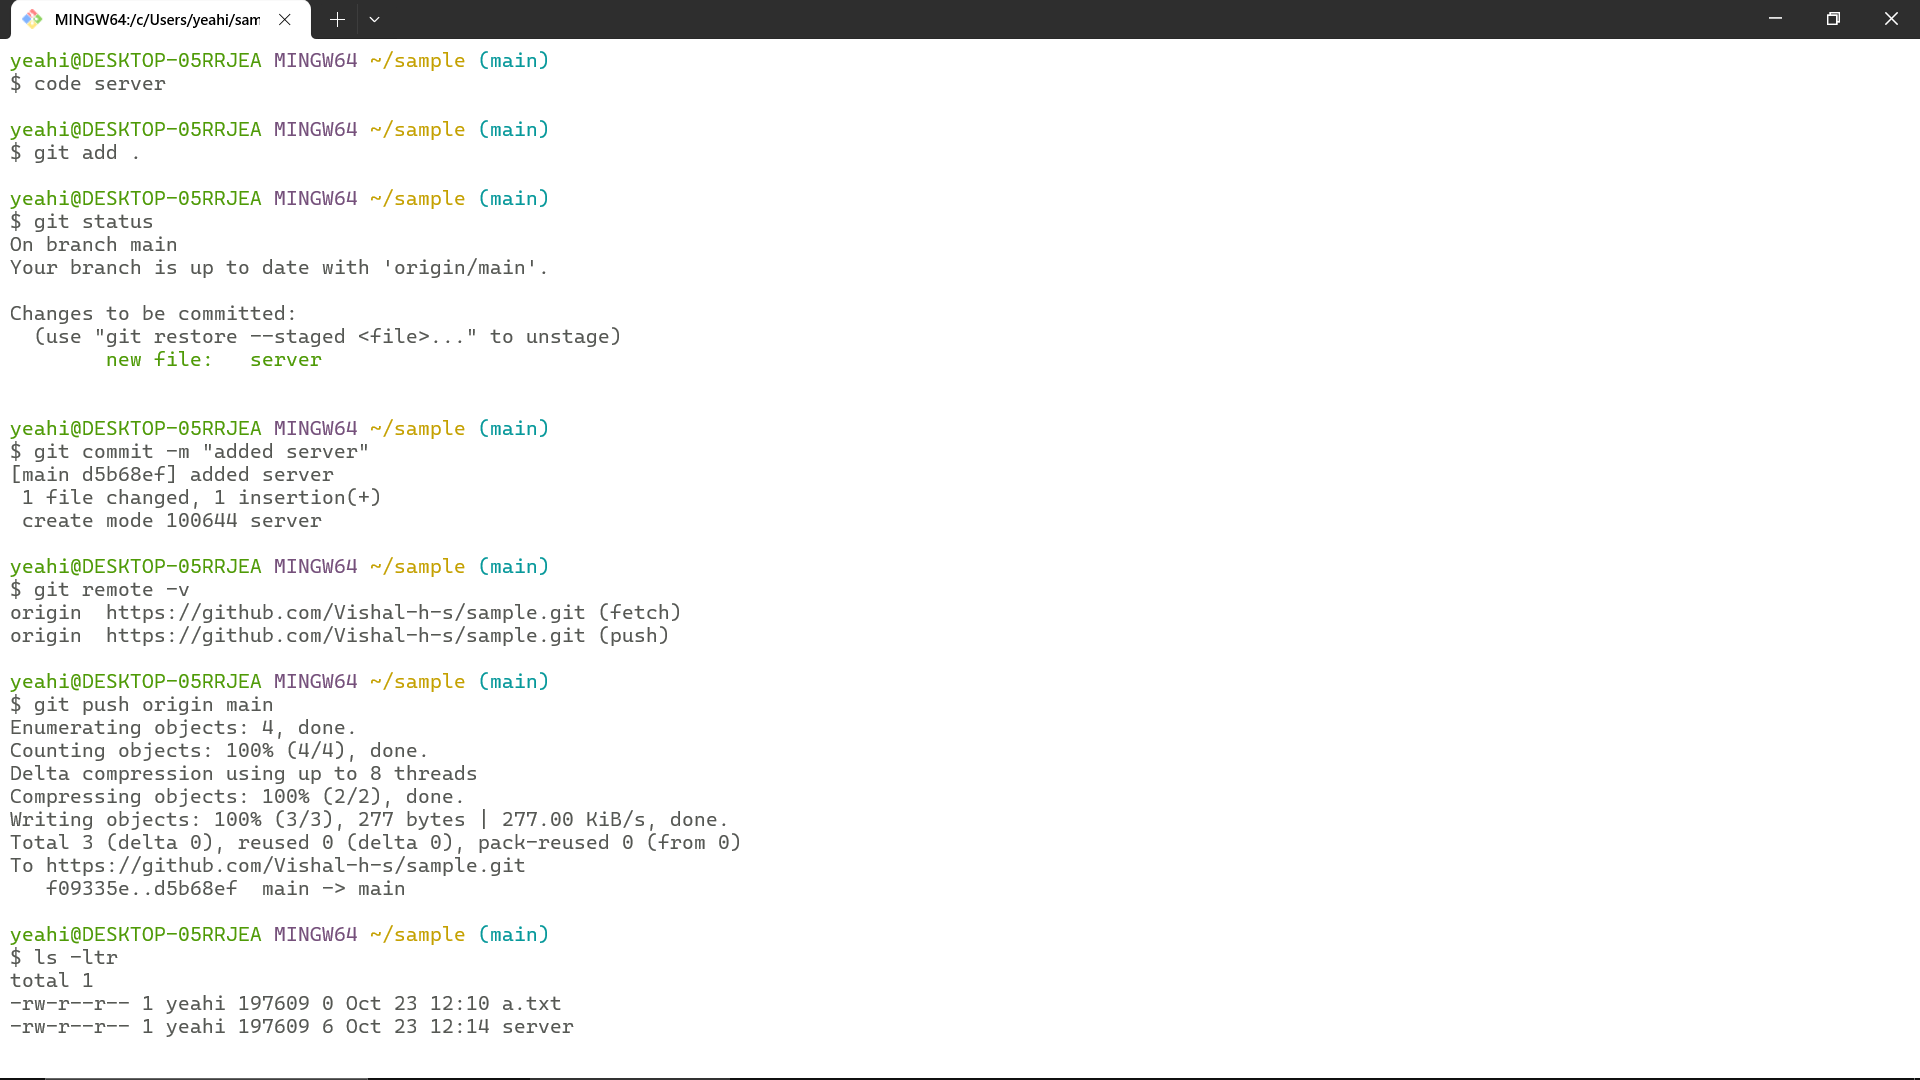 MINGW64:/c/Users/yeahi/sam
yeahi@DESKTOP-05RRJEA MINGW64 ~/sample (main)
$ code server
yeahi@DESKTOP-05RRJEA MINGW64 ~/sample (main)
$ git add .
yeahi@DESKTOP-05RRJEA MINGW64 ~/sample (main)
$ git status
On branch main
Your branch is up to date with 'origin/main'.
Changes to be committed:
  (use "git restore --staged <file>..." to unstage)
        new file:   server
yeahi@DESKTOP-05RRJEA MINGW64 ~/sample (main)
$ git commit -m "added server"
[main d5b68ef] added server
 1 file changed, 1 insertion(+)
 create mode 100644 server
yeahi@DESKTOP-05RRJEA MINGW64 ~/sample (main)
$ git remote -v
origin  https://github.com/Vishal-h-s/sample.git (fetch)
origin  https://github.com/Vishal-h-s/sample.git (push)
yeahi@DESKTOP-05RRJEA MINGW64 ~/sample (main)
$ git push origin main
Enumerating objects: 4, done.
Counting objects: 100% (4/4), done.
Delta compression using up to 8 threads
Compressing objects: 100% (2/2), done.
Writing objects: 100% (3/3), 277 bytes | 277.00 KiB/s, done.
Total 3 (delta 0), reused 0 (delta 0), pack-reused 0 (from 0)
To https://github.com/Vishal-h-s/sample.git
   f09335e..d5b68ef  main -> main
yeahi@DESKTOP-05RRJEA MINGW64 ~/sample (main)
$ ls -ltr
total 1
-rw-r--r-- 1 yeahi 197609 0 Oct 23 12:10 a.txt
-rw-r--r-- 1 yeahi 197609 6 Oct 23 12:14 server